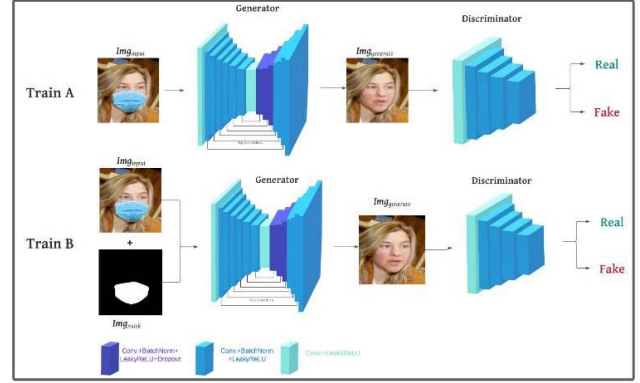 Generator
Discriminator
Img_input
Img_generate
Train A
Real
Fake
Img_input
Generator
Discriminator
Img_generate
Train B
+
Real
Fake
Img_mask
Conv.+BatchNorm+
LeakyReLU+Dropout
Conv.+BatchNorm
+LeakyReLU
Conv.+LeakyReLU